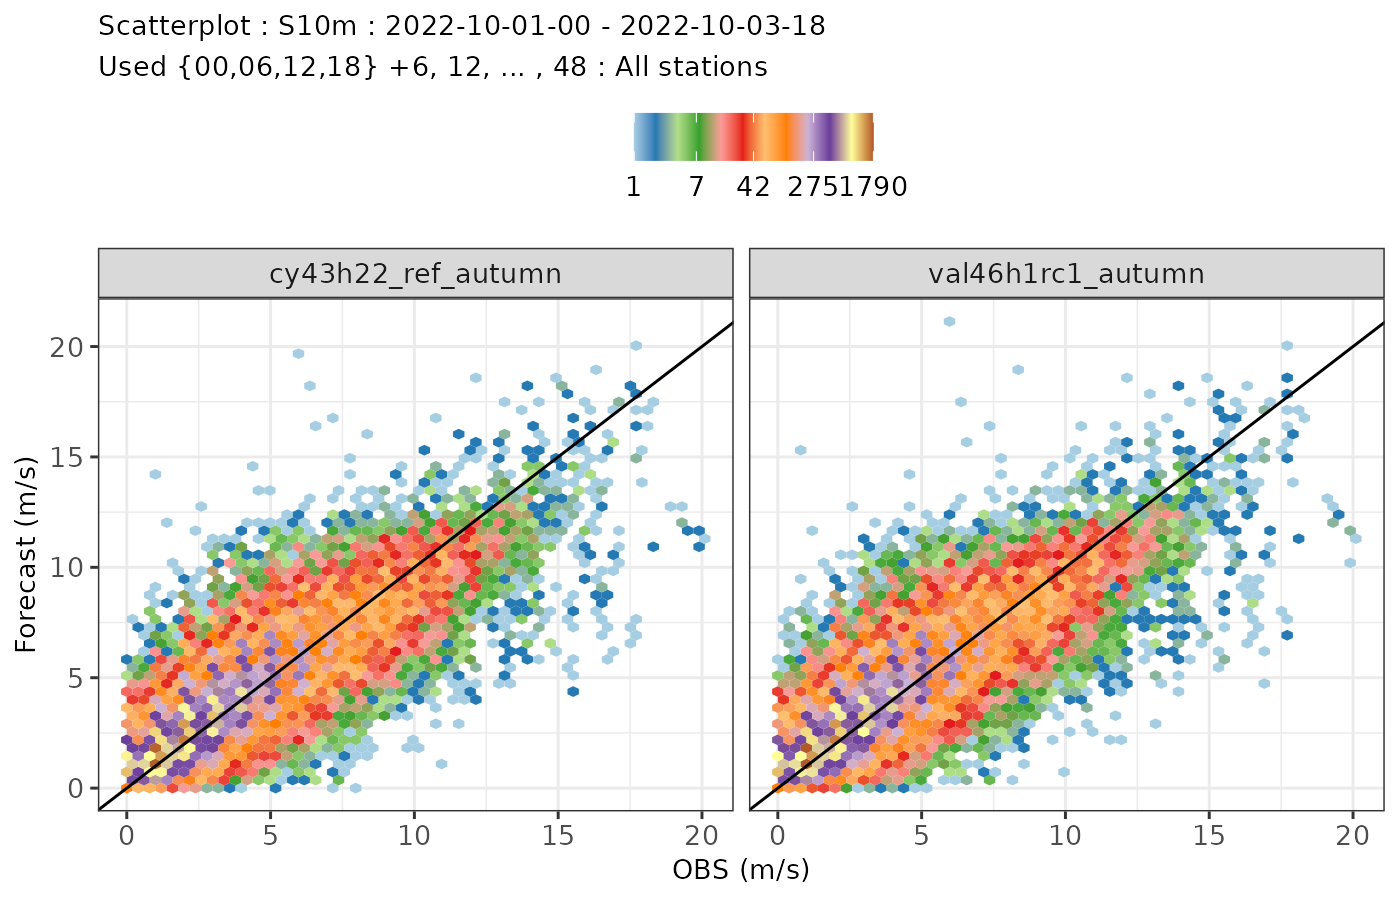 Scatterplot : S10m : 2022-10-01-00 - 2022-10-03-18
Used {00,06,12,18} +6, 12, ... , 48 : All stations
1 7 42 275 1790
cy43h22_ref_autumn val46h1rc1_autumn
Forecast (m/s)
20
15
10
5
0
0 5 10 15 20 0 5 10 15 20
OBS (m/s)